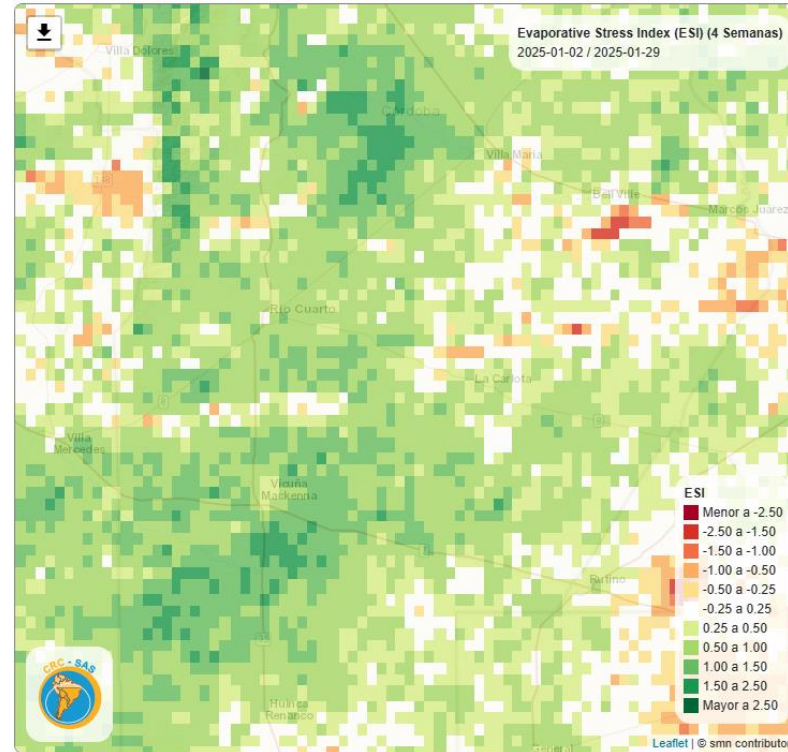 Evaporative Stress Index (ESI) (4 Semanas)
2025-01-02 / 2025-01-29
Villa Dolores
Córdoba
Villa María
148
Bell Ville
Marcos Juárez
Río Cuarto
La Carlota
8
8
Villa
Mercedes
Vicuña
Mackenna
Rufino
Huinca
Renancó
General
ESI
Menor a -2.50
-2.50 a -1.50
-1.50 a -1.00
-1.00 a -0.50
-0.50 a -0.25
-0.25 a 0.25
0.25 a 0.50
0.50 a 1.00
1.00 a 1.50
1.50 a 2.50
Mayor a 2.50
CRC - SAS
Leaflet | © smn contributo